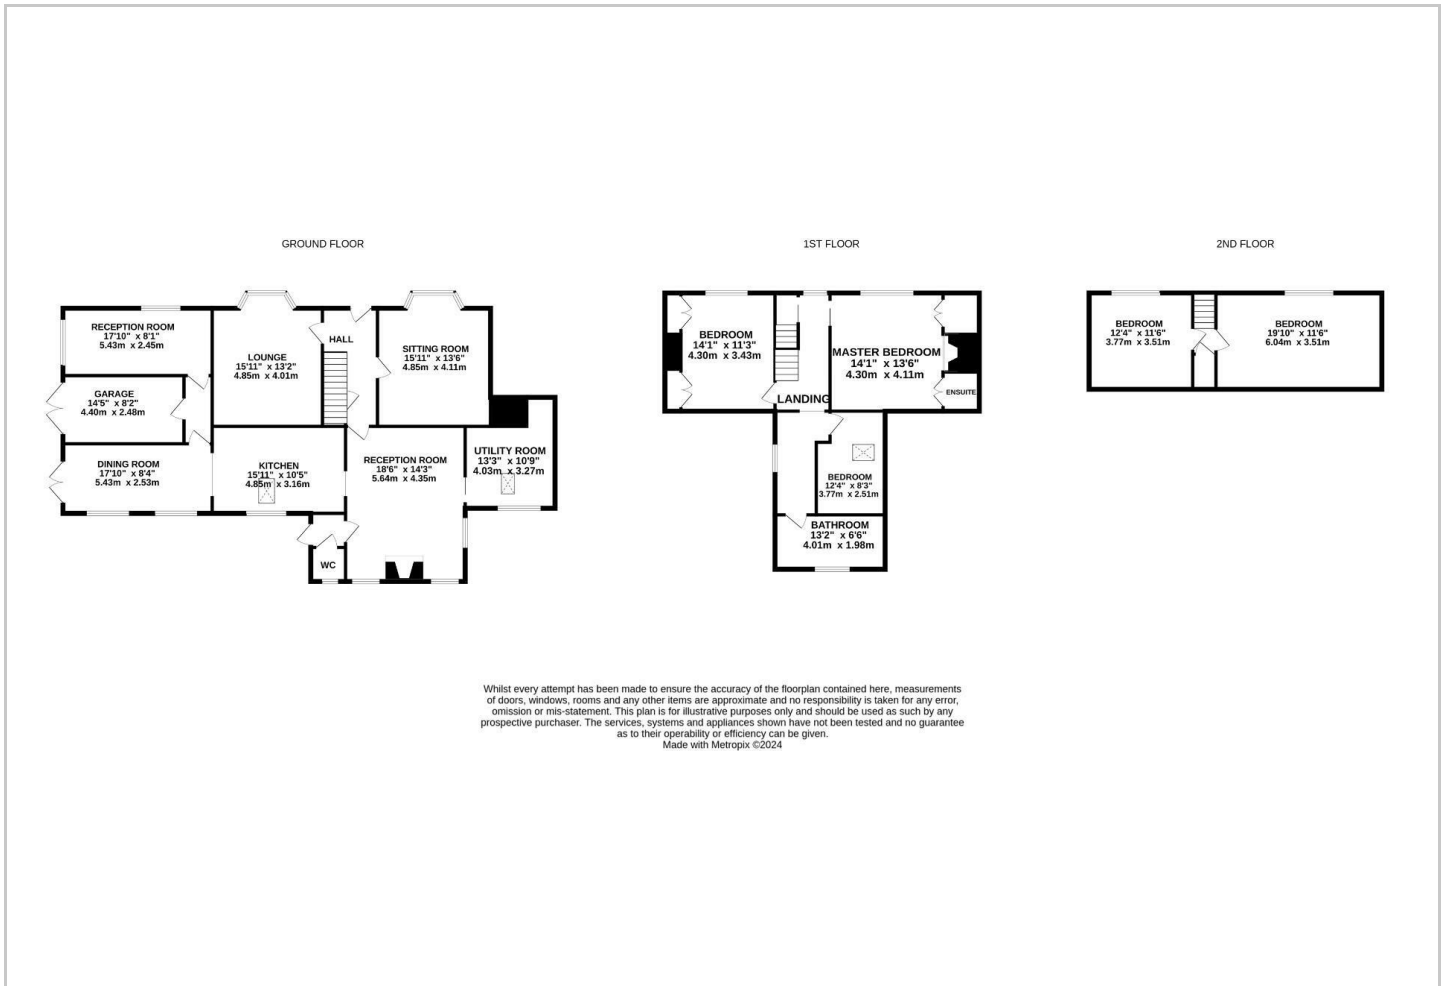 GROUND FLOOR
RECEPTION ROOM
17'10" x 8'1"
5.43m x 2.45m
LOUNGE
15'11" x 13'2"
4.85m x 4.01m
HALL
SITTING ROOM
15'11" x 13'6"
4.85m x 4.11m
GARAGE
14'5" x 8'2"
4.40m x 2.48m
DINING ROOM
17'10" x 8'4"
5.43m x 2.53m
KITCHEN
15'11" x 10'5"
4.85m x 3.16m
RECEPTION ROOM
18'6" x 14'3"
5.64m x 4.35m
UTILITY ROOM
13'3" x 10'9"
4.03m x 3.27m
WC
1ST FLOOR
BEDROOM
14'1" x 11'3"
4.30m x 3.43m
MASTER BEDROOM
14'1" x 13'6"
4.30m x 4.11m
ENSUITE
LANDING
BEDROOM
12'4" x 8'3"
3.77m x 2.51m
BATHROOM
13'2" x 6'6"
4.01m x 1.98m
2ND FLOOR
BEDROOM
12'4" x 11'6"
3.77m x 3.51m
BEDROOM
19'10" x 11'6"
6.04m x 3.51m
Whilst every attempt has been made to ensure the accuracy of the floorplan contained here, measurements
of doors, windows, rooms and any other items are approximate and no responsibility is taken for any error,
omission or mis-statement. This plan is for illustrative purposes only and should be used as such by any
prospective purchaser. The services, systems and appliances shown have not been tested and no guarantee
as to their operability or efficiency can be given.
Made with Metropix ©2024